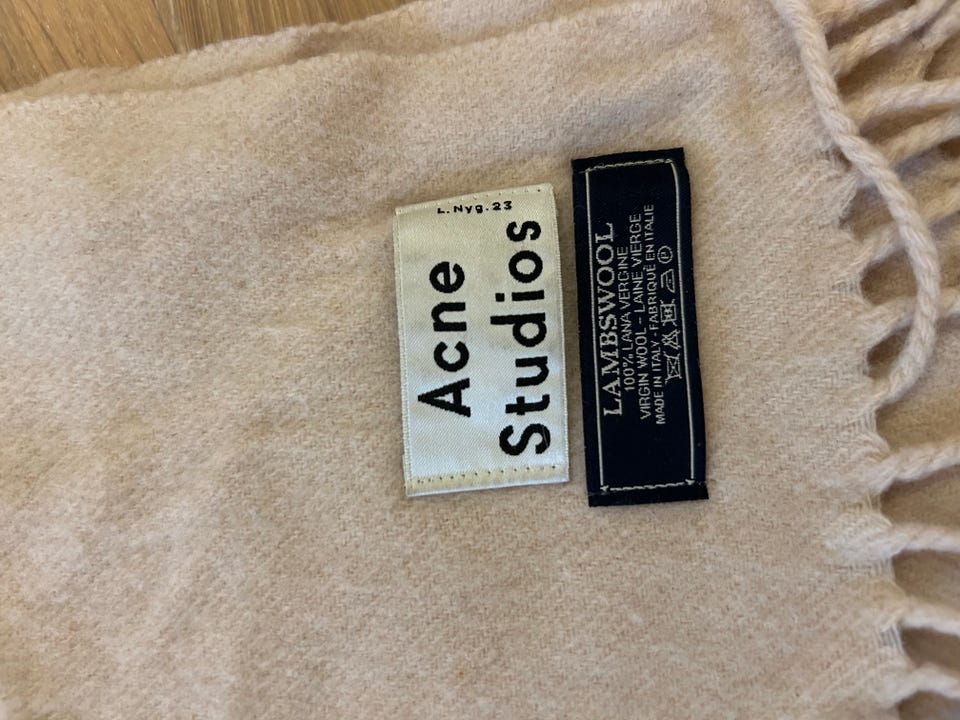 L. Nyg. 23
Acne
Studios
LAMBSWOOL
100% LANA VERGINE
VIRGIN WOOL - LAINE VIERGE
MADE IN ITALY - FABRIQUÉ EN ITALIE